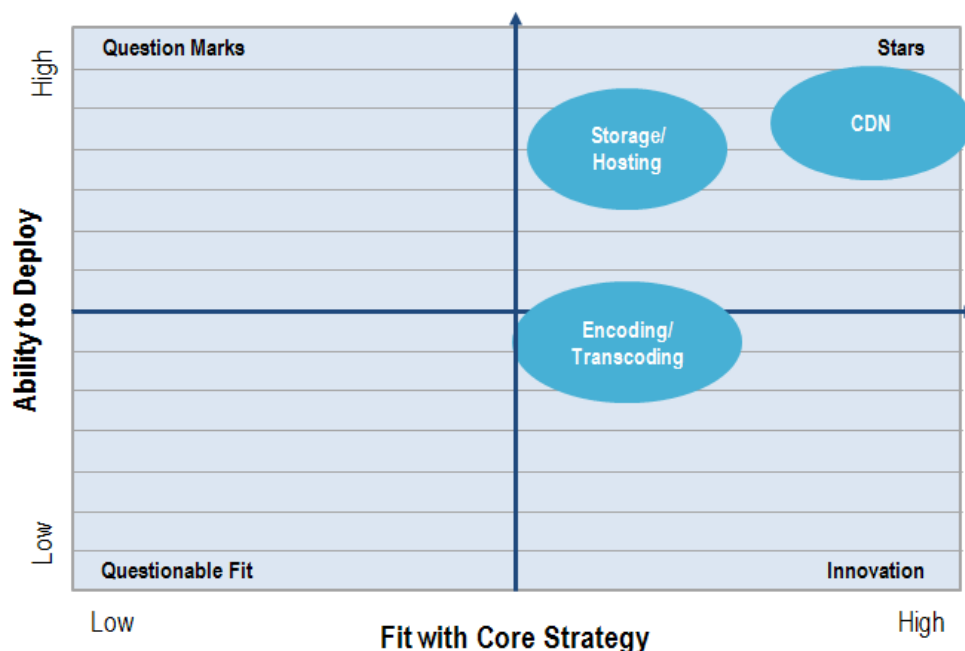 Question Marks
Stars
High
CDN
Storage/
Hosting
Ability to Deploy
Encoding/
Transcoding
Low
Questionable Fit
Innovation
Low
High
Fit with Core Strategy